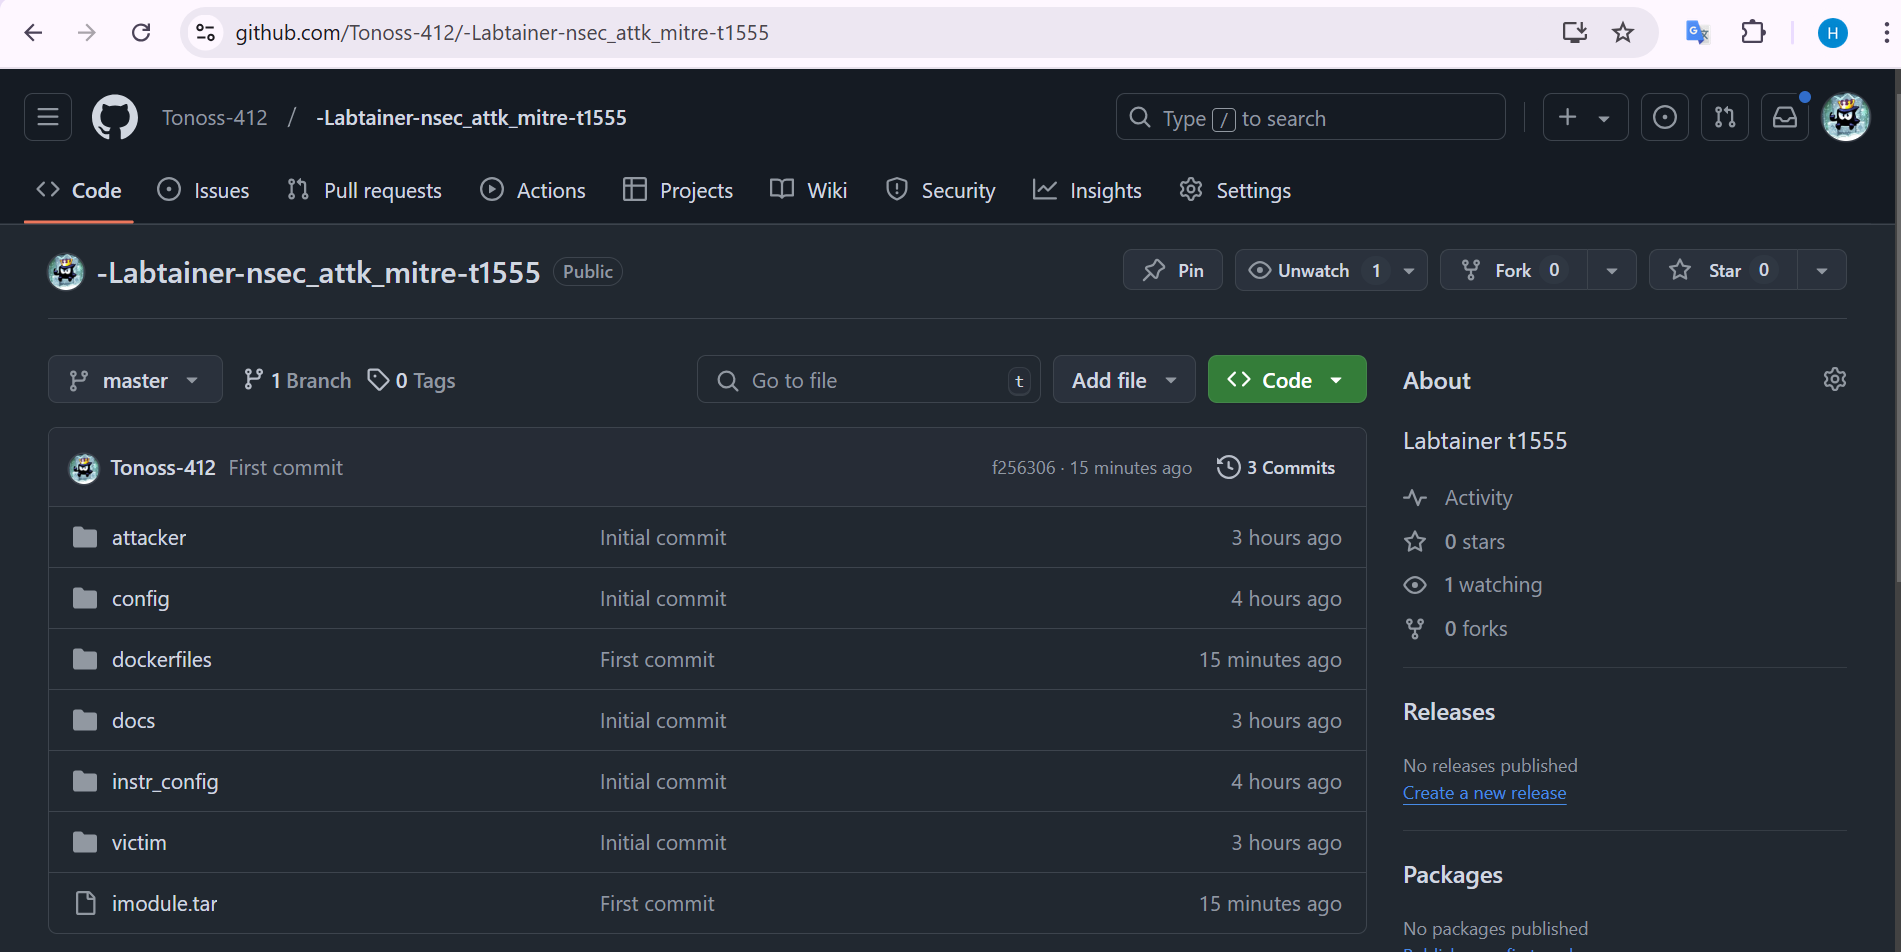 github.com/Tonoss-412/-Labtainer-nsec_attk_mitre-t1555
H
Tonoss-412 / -Labtainer-nsec_attk_mitre-t1555
Type / to search
Code Issues Pull requests Actions Projects Wiki Security Insights Settings
-Labtainer-nsec_attk_mitre-t1555 Public
Pin Unwatch 1 Fork 0 Star 0
master 1 Branch 0 Tags
Go to file t Add file Code
Tonoss-412 First commit f256306 · 15 minutes ago 3 Commits
attacker Initial commit 3 hours ago
config Initial commit 4 hours ago
dockerfiles First commit 15 minutes ago
docs Initial commit 3 hours ago
instr_config Initial commit 4 hours ago
victim Initial commit 3 hours ago
imodule.tar First commit 15 minutes ago
About
Labtainer t1555
Activity
0 stars
1 watching
0 forks
Releases
No releases published
Create a new release
Packages
No packages published